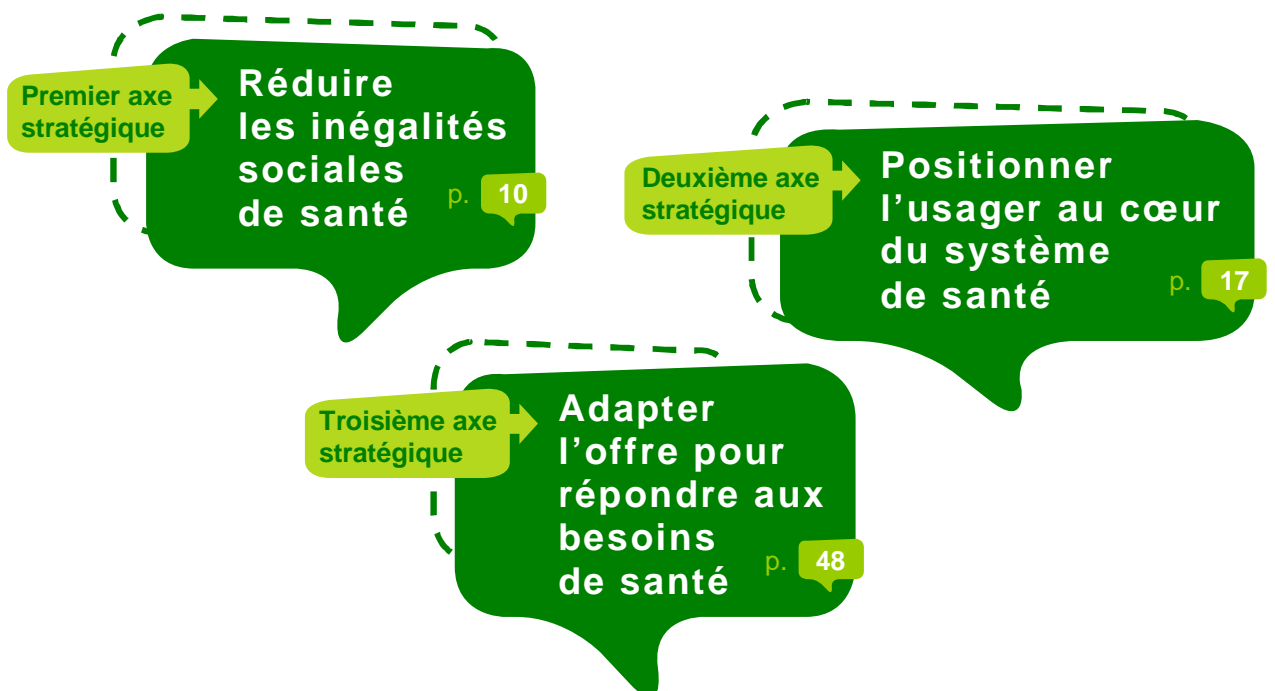 Premier axe
stratégique
Réduire
les inégalités
sociales
de santé
p. 10
Deuxième axe
stratégique
Positionner
l’usager au cœur
du système
de santé
p. 17
Troisième axe
stratégique
Adapter
l’offre pour
répondre aux
besoins
de santé
p. 48